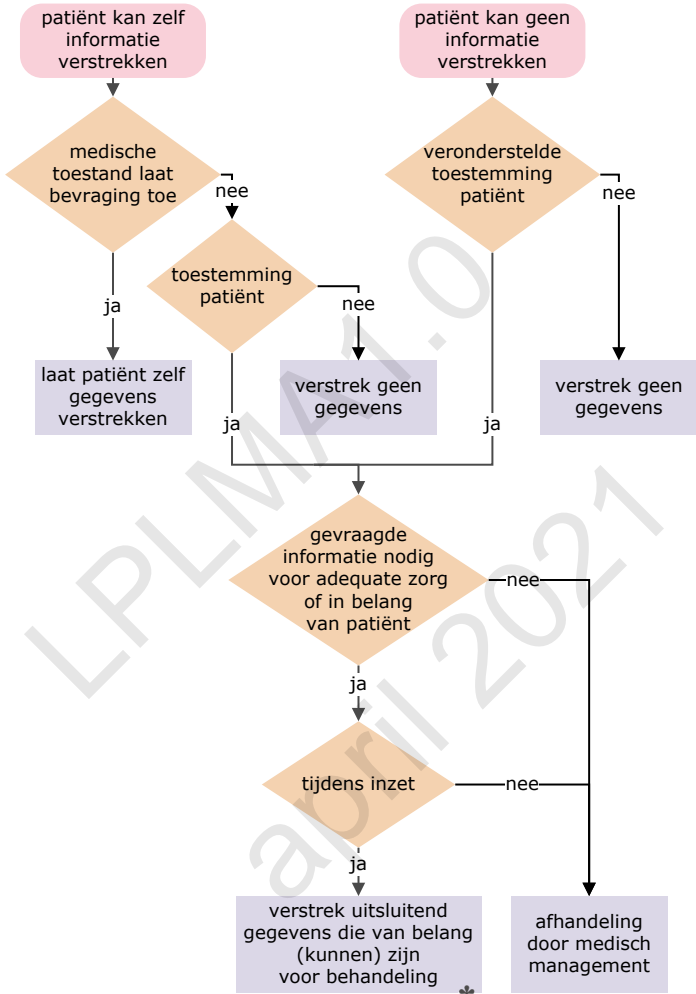 patiënt kan zelf
informatie
verstrekken
patiënt kan geen
informatie
verstrekken
medische
toestand laat
bevraging toe
nee
veronderstelde
toestemming
patiënt
nee
toestemming
patiënt
ja
nee
laat patiënt zelf
gegevens
verstrekken
verstrek geen
gegevens
verstrek geen
gegevens
ja
ja
gevraagde
informatie nodig
voor adequate zorg
of in belang
van patiënt
nee
ja
tijdens inzet
nee
ja
verstrek uitsluitend
gegevens die van belang
(kunnen) zijn
voor behandeling
*
afhandeling
door medisch
management
LPLMA1.0
april 2021